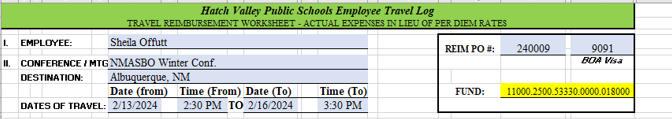 Hatch Valley Public Schools Employee Travel Log
TRAVEL REIMBURSEMENT WORKSHEET - ACTUAL EXPENSES IN LIEU OF PER DIEM RATES
I. EMPLOYEE: Sheila Offutt
REIM PO #: 240009 9091
II. CONFERENCE / MTG NMASBO Winter Conf.
BOA Visa
DESTINATION: Albuquerque, NM
Date (from) Time (From) Date (To) Time (To)
FUND: 11000.2500.53330.0000.018000
DATES OF TRAVEL: 2/13/2024 2:30 PM TO 2/16/2024 3:30 PM